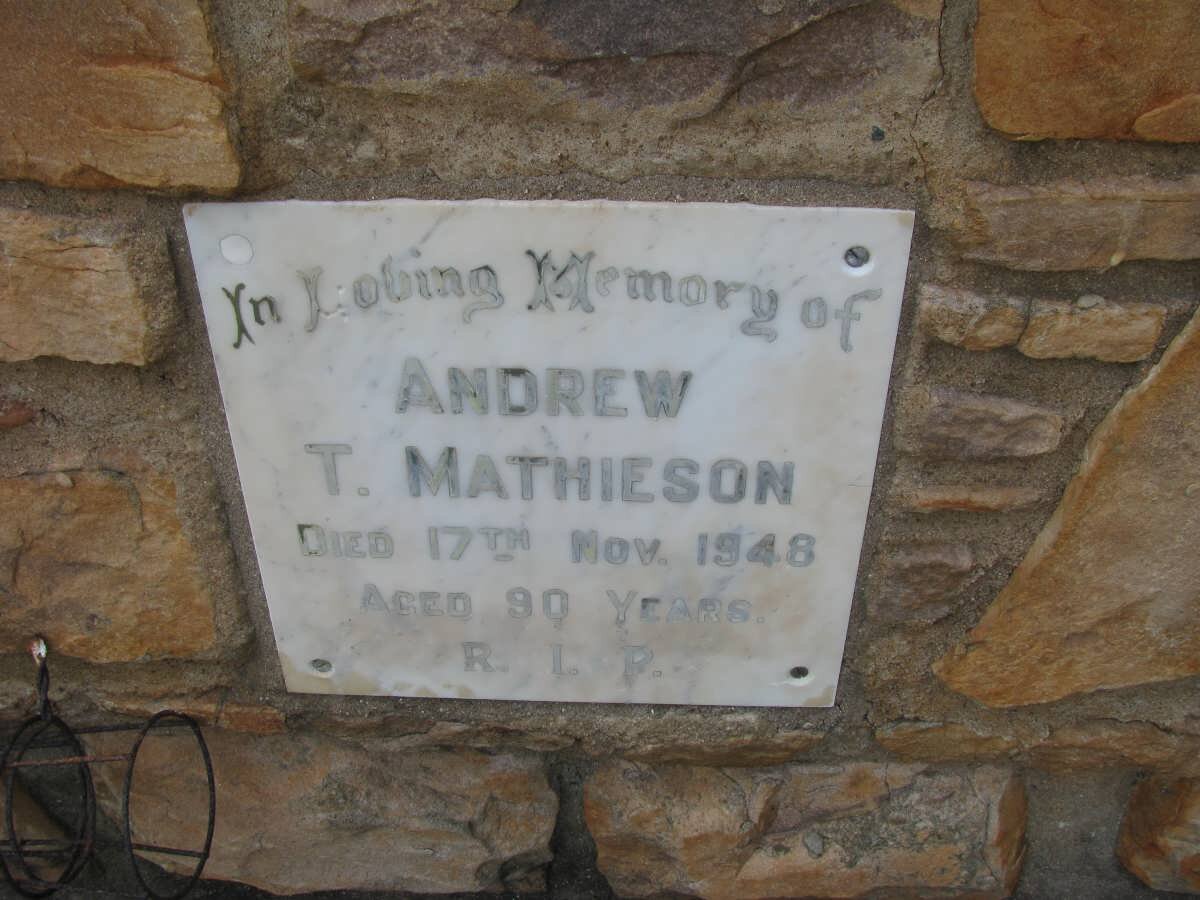 In Loving Memory of
ANDREW
T. MATHIESON
DIED 17TH NOV. 1948
AGED 90 YEARS.
R. I. P.